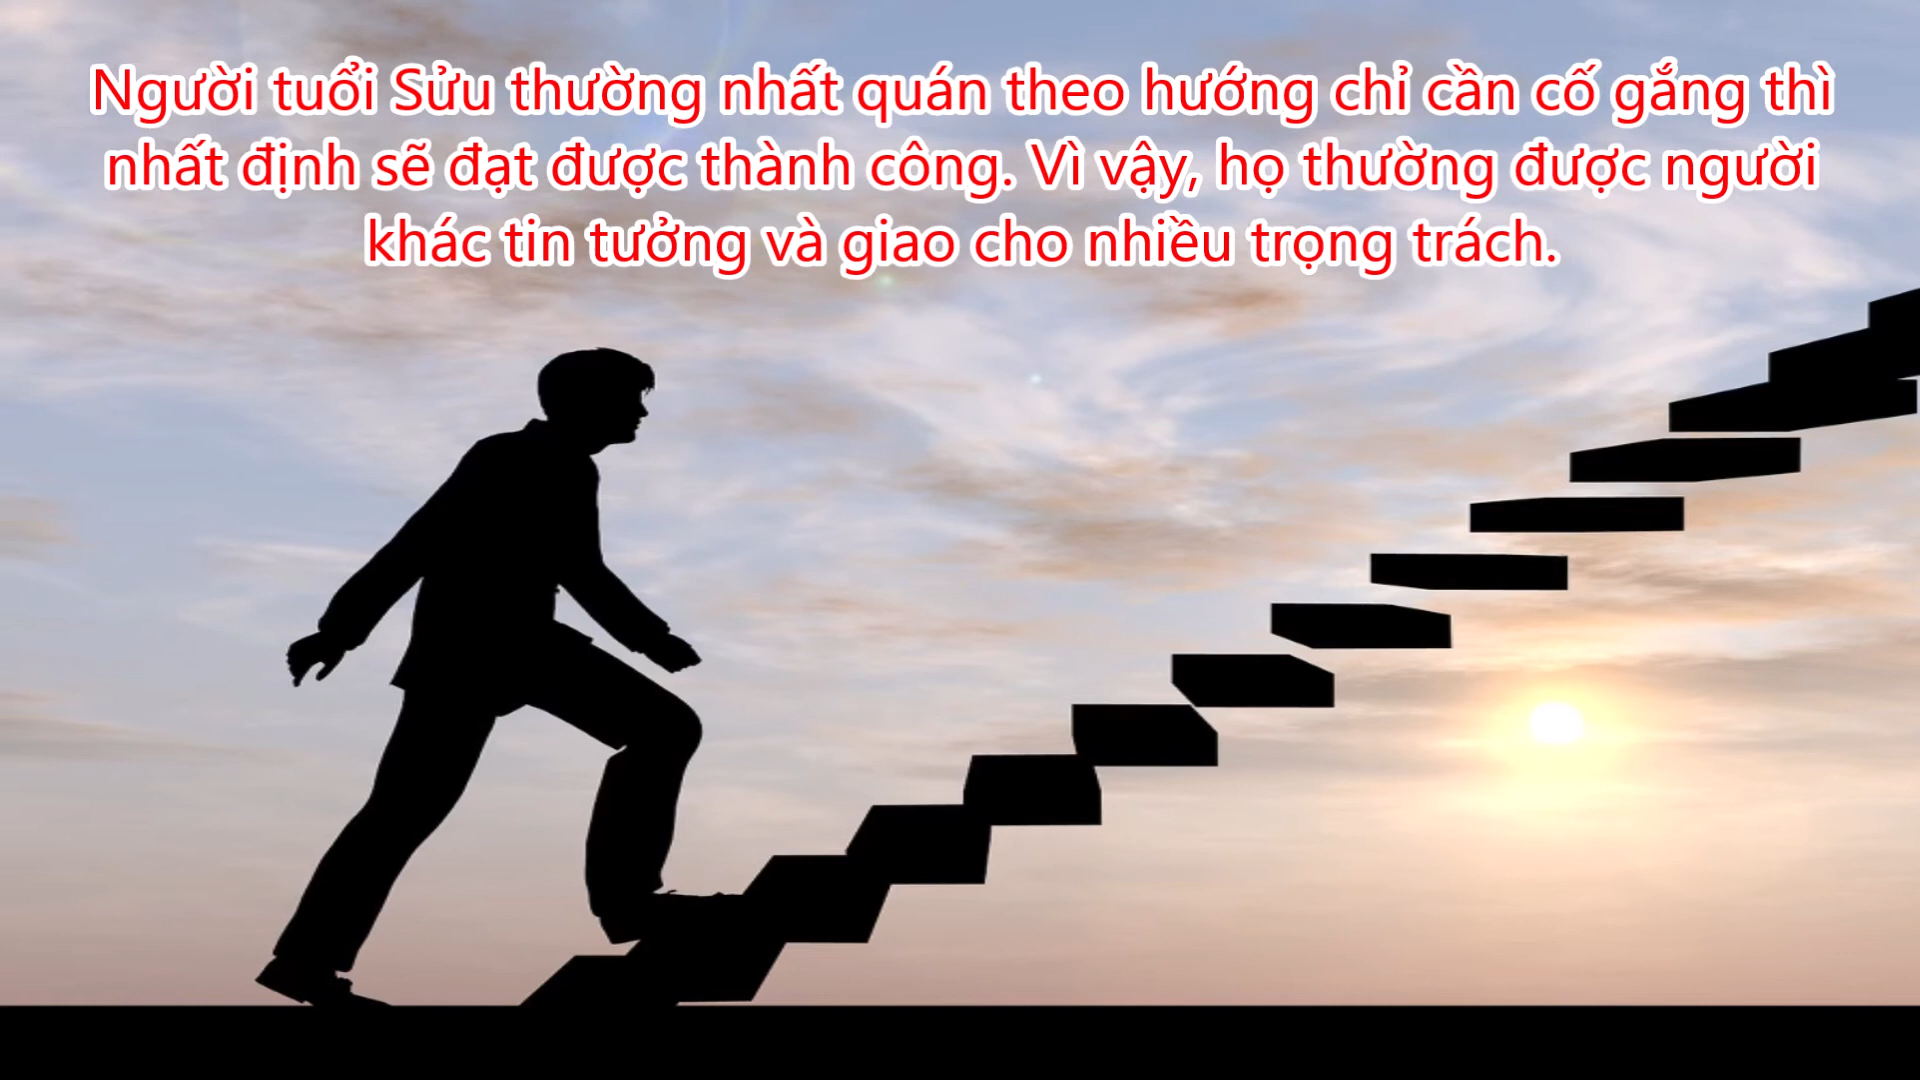 Người tuổi Sửu thường nhất quán theo hướng chỉ cần cố gắng thì
nhất định sẽ đạt được thành công. Vì vậy, họ thường được người
khác tin tưởng và giao cho nhiều trọng trách.